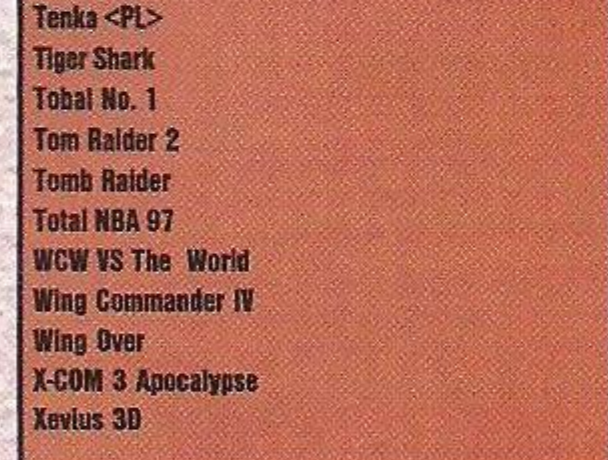 Tenka <PL>
Tiger Shark
Tobal No. 1
Tom Raider 2
Tomb Raider
Total NBA 97
WCW VS The World
Wing Commander IV
Wing Over
X-COM 3 Apocalypse
Xevius 3D